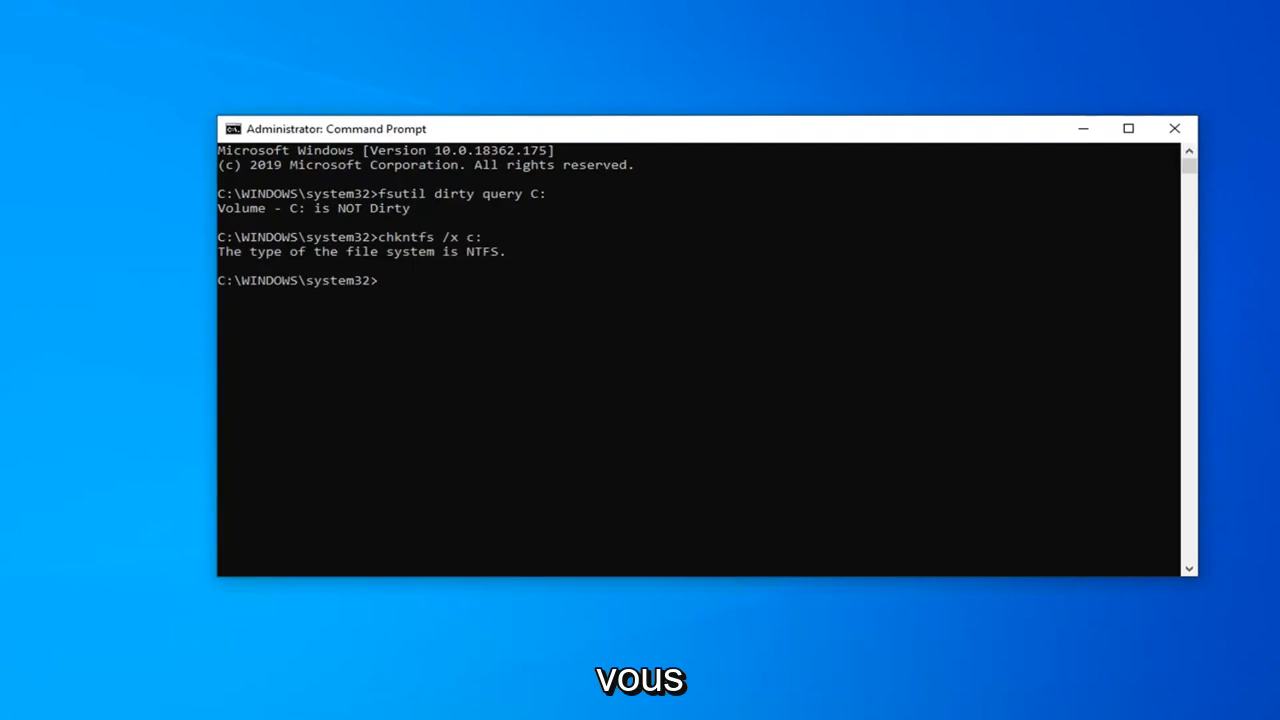 Administrator: Command Prompt
Microsoft Windows [Version 10.0.18362.175]
(c) 2019 Microsoft Corporation. All rights reserved.
C:\WINDOWS\system32>fsutil dirty query C:
Volume - C: is NOT Dirty
C:\WINDOWS\system32>chkntfs /x c:
The type of the file system is NTFS.
C:\WINDOWS\system32>
vous